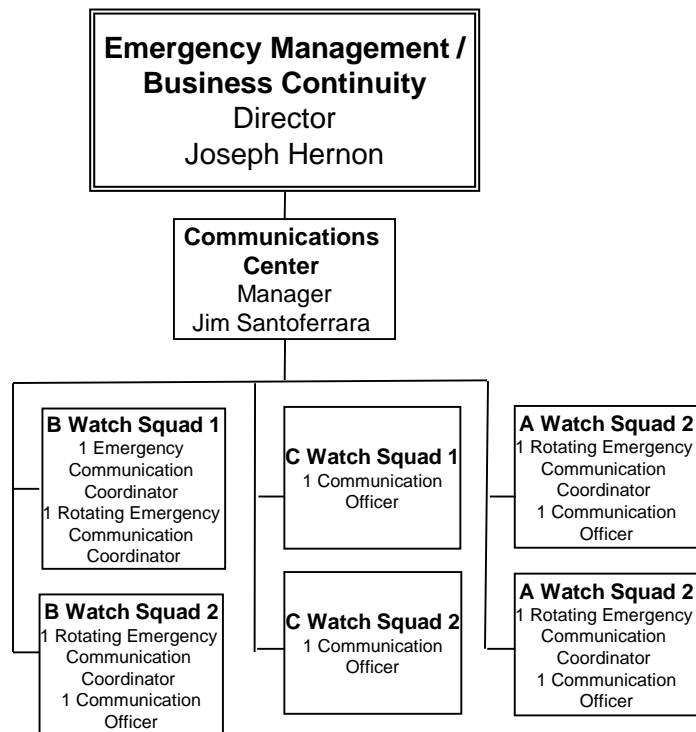 Emergency Management /
Business Continuity
Director
Joseph Hernon
Communications
Center
Manager
Jim Santoferrara
B Watch Squad 1
1 Emergency
Communication
Coordinator
1 Rotating Emergency
Communication
Coordinator
C Watch Squad 1
1 Communication
Officer
A Watch Squad 2
1 Rotating Emergency
Communication
Coordinator
1 Communication
Officer
B Watch Squad 2
1 Rotating Emergency
Communication
Coordinator
1 Communication
Officer
C Watch Squad 2
1 Communication
Officer
A Watch Squad 2
1 Rotating Emergency
Communication
Coordinator
1 Communication
Officer